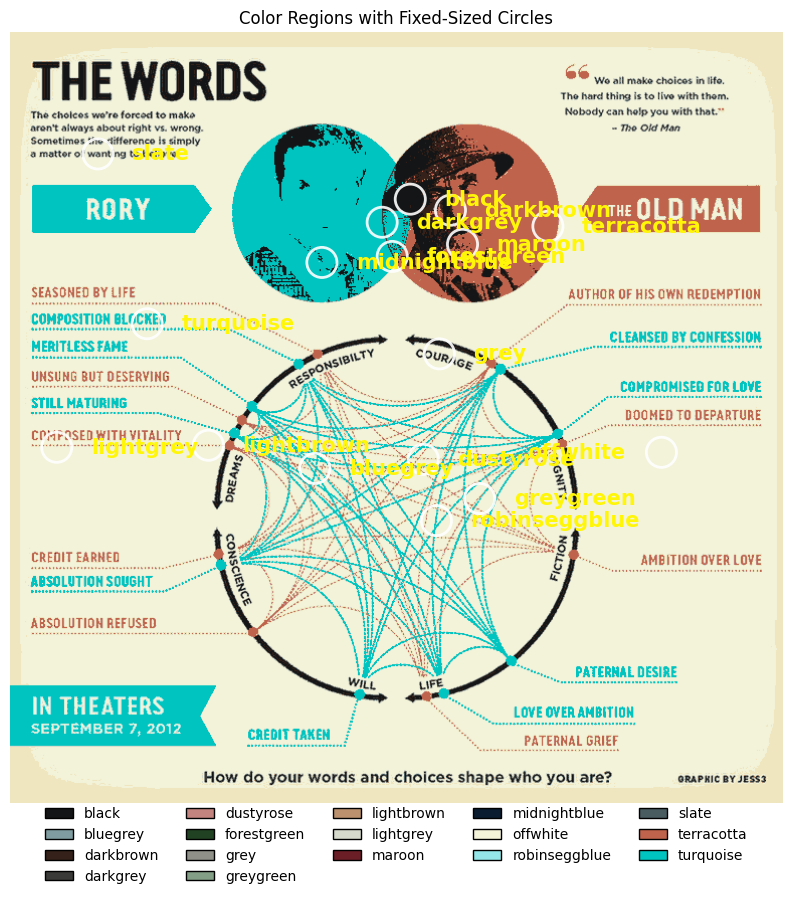 Color Regions with Fixed-Sized Circles
THE WORDS
The choices we're forced to make
aren't always about right vs. wrong.
Sometimes the difference is simply
a matter of wanting to
slate
We all make choices in life.
The hard thing is to live with them.
Nobody can help you with that."
– The Old Man
RORY
THE OLD MAN
black
darkbrown
darkgrey
terracotta
maroon
forestgreen
midnightblue
SEASONED BY LIFE
COMPOSITION BLOCKED
turquoise
MERITLESS FAME
UNSUNG BUT DESERVING
STILL MATURING
COMPOSED WITH VITALITY
lightgrey
lightbrown
AUTHOR OF HIS OWN REDEMPTION
CLEANSED BY CONFESSION
COMPROMISED FOR LOVE
DOOMED TO DEPARTURE
RESPONSIBILTY
COURAGE
grey
offwhite
dustyrose
bluegrey
greygreen
robinseggblue
DREAMS
CONSCIENCE
FICTION
CREDIT EARNED
ABSOLUTION SOUGHT
ABSOLUTION REFUSED
AMBITION OVER LOVE
WILL
LIFE
PATERNAL DESIRE
LOVE OVER AMBITION
PATERNAL GRIEF
CREDIT TAKEN
IN THEATERS
SEPTEMBER 7, 2012
How do your words and choices shape who you are?
GRAPHIC BY JESS3
black
bluegrey
darkbrown
darkgrey
dustyrose
forestgreen
grey
greygreen
lightbrown
lightgrey
maroon
midnightblue
offwhite
robinseggblue
slate
terracotta
turquoise